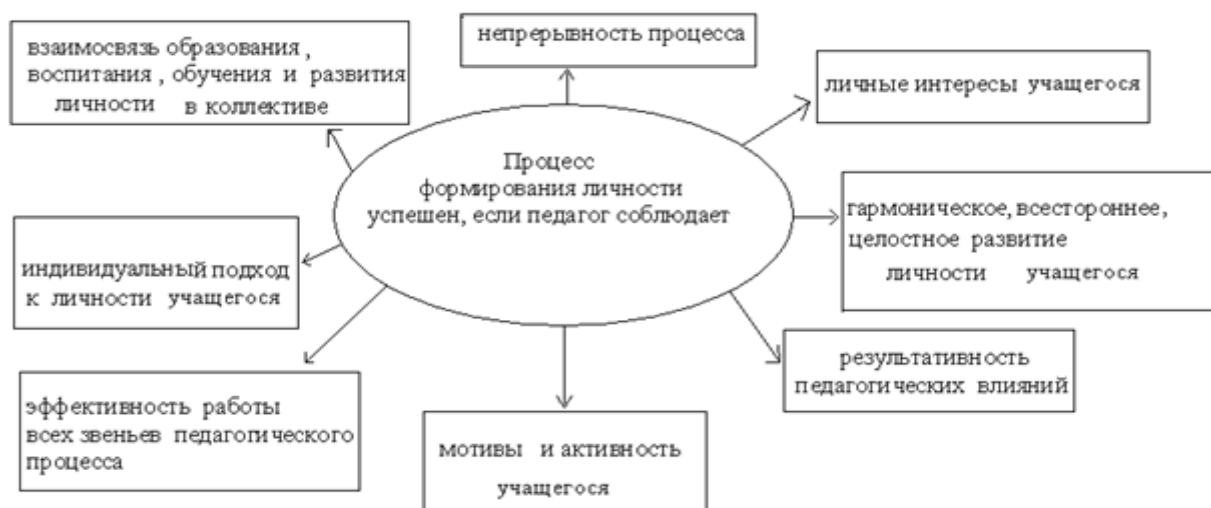 непрерывность процесса
взаимосвязь образования,
воспитания, обучения и развития
личности в коллективе
личные интересы учащегося
Процесс
формирования личности
успешен, если педагог соблюдает
гармоническое, всестороннее,
целостное развитие
личности учащегося
индивидуальный подход
к личности учащегося
результативность
педагогических влияний
эффективность работы
всех звеньев педагогического
процесса
мотивы и активность
учащегося